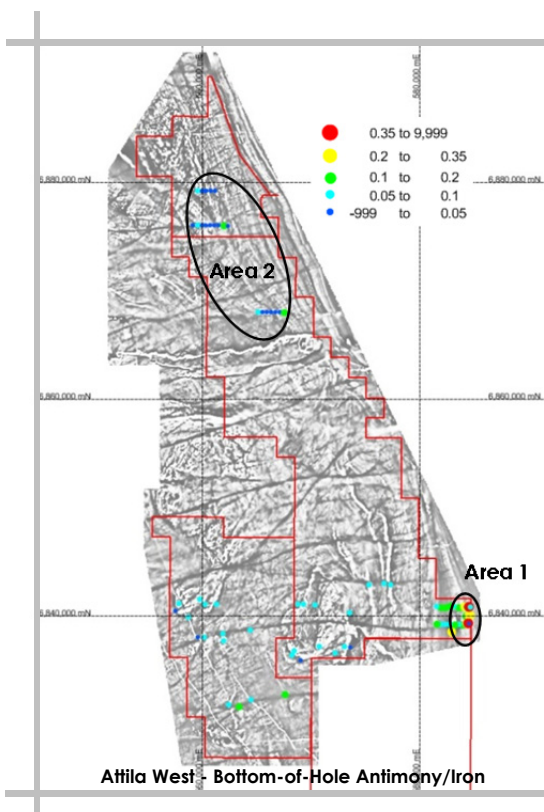 580,000 mE
0.35 to 9,999
0.2 to 0.35
0.1 to 0.2
0.05 to 0.1
-999 to 0.05
6,880,000 mN
6,880,000 mN
Area 2
6,860,000 mN
6,860,000 mN
Area 1
6,840,000 mN
6,840,000 mN
Attila West - Bottom-of-Hole Antimony/Iron